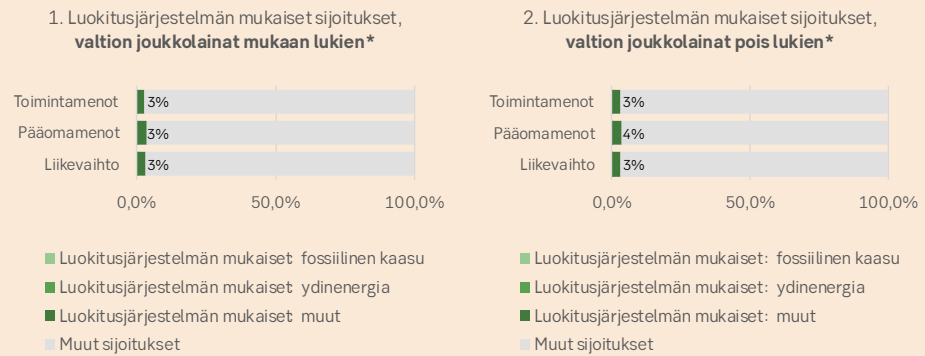 1. Luokitusjärjestelmän mukaiset sijoitukset,
valtion joukkolainat mukaan lukien*
Toimintamenot 3%
Pääomamenot 3%
Liikevaihto 3%
0,0% 50,0% 100,0%
Luokitusjärjestelmän mukaiset: fossiilinen kaasu
Luokitusjärjestelmän mukaiset: ydinenergia
Luokitusjärjestelmän mukaiset: muut
Muut sijoitukset
2. Luokitusjärjestelmän mukaiset sijoitukset,
valtion joukkolainat pois lukien*
Toimintamenot 3%
Pääomamenot 4%
Liikevaihto 3%
0,0% 50,0% 100,0%
Luokitusjärjestelmän mukaiset: fossiilinen kaasu
Luokitusjärjestelmän mukaiset: ydinenergia
Luokitusjärjestelmän mukaiset: muut
Muut sijoitukset